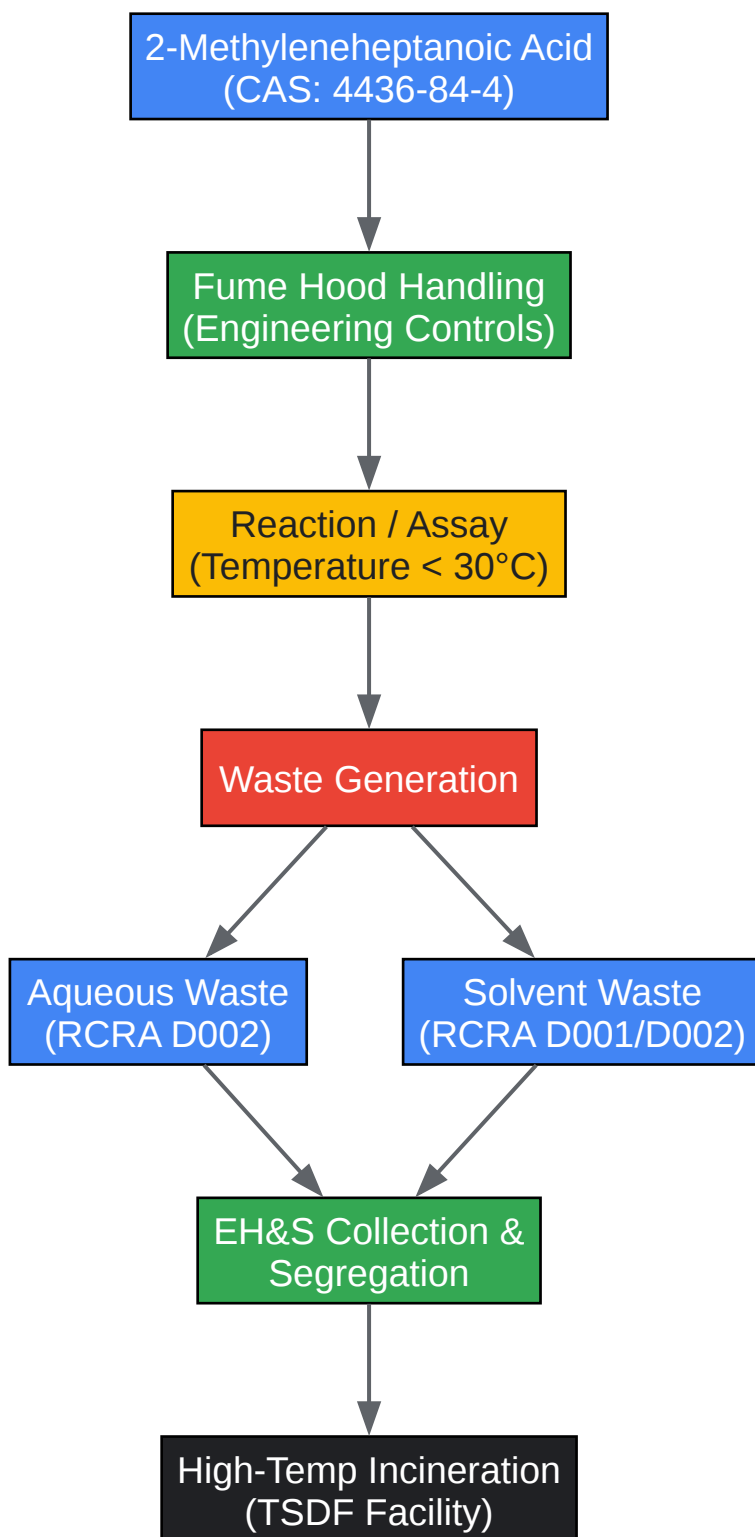 2-Methyleneheptanoic Acid
(CAS: 4436-84-4)
Fume Hood Handling
(Engineering Controls)
Reaction / Assay
(Temperature < 30°C)
Waste Generation
Aqueous Waste
(RCRA D002)
Solvent Waste
(RCRA D001/D002)
EH&S Collection &
Segregation
High-Temp Incineration
(TSDF Facility)